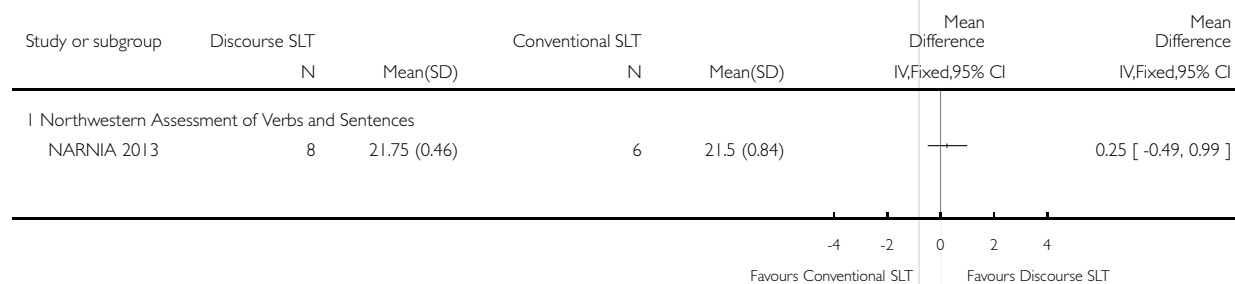 Study or subgroup Discourse SLT Conventional SLT Mean Difference Mean Difference
N Mean(SD) N Mean(SD) IV,Fixed,95% CI IV,Fixed,95% CI
1 Northwestern Assessment of Verbs and Sentences
NARNIA 2013 8 21.75 (0.46) 6 21.5 (0.84) 0.25 [ -0.49, 0.99 ]
-4 -2 0 2 4
Favours Conventional SLT Favours Discourse SLT